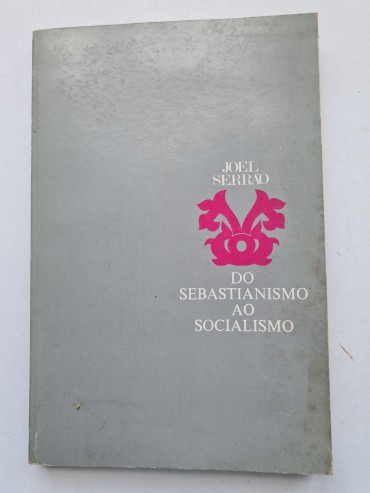 JOEL
SERRÃO
DO
SEBASTIANISMO
AO
SOCIALISMO